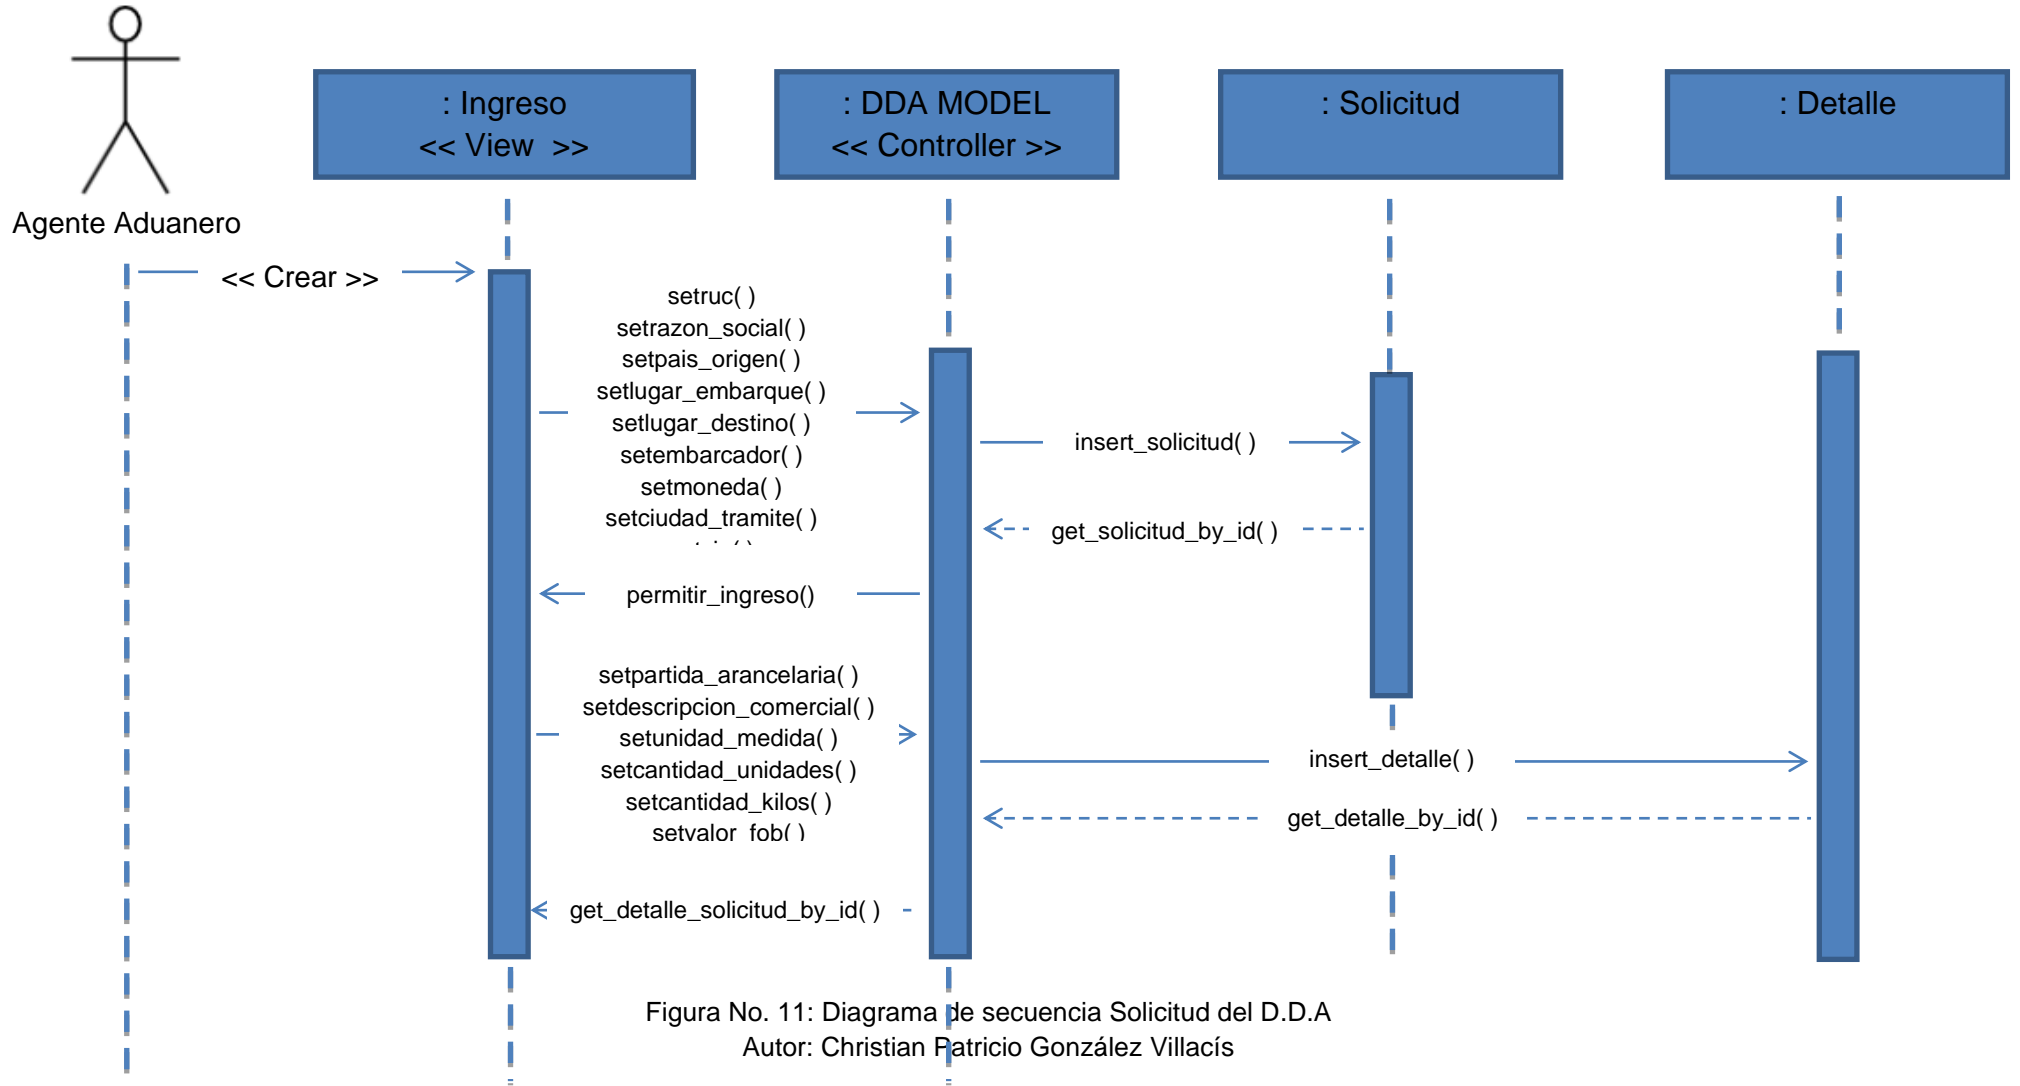 : Ingreso
<< View >>
: DDA MODEL
<< Controller >>
: Solicitud
: Detalle
Agente Aduanero
<< Crear >>
setruc( )
setrazon_social( )
setpais_origen( )
setlugar_embarque( )
setlugar_destino( )
setembarcador( )
setmoneda( )
setciudad_tramite( )
insert_solicitud( )
get_solicitud_by_id( )
permitir_ingreso()
setpartida_arancelaria( )
setdescripcion_comercial( )
setunidad_medida( )
setcantidad_unidades( )
setcantidad_kilos( )
setvalor_fob( )
insert_detalle( )
get_detalle_by_id( )
get_detalle_solicitud_by_id( )
Figura No. 11: Diagrama de secuencia Solicitud del D.D.A
Autor: Christian Patricio González Villacís